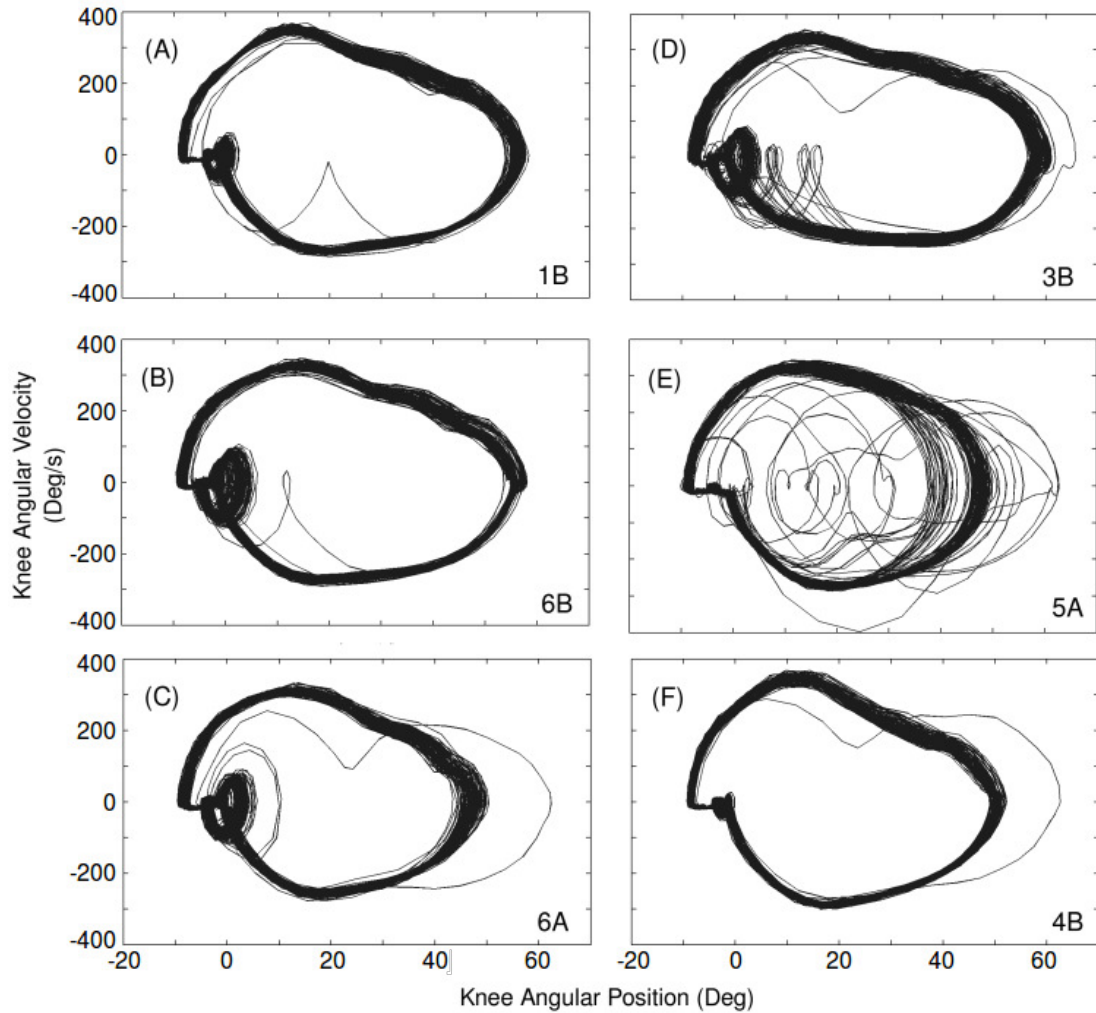 400
(A)
200
0
-200
-400
1B
(D)
3B
400
(B)
200
0
-200
-400
6B
(E)
5A
Knee Angular Velocity
(Deg/s)
400
(C)
200
0
-200
-400
6A
(F)
4B
-20 0 20 40 -20 0 20 40 60
Knee Angular Position (Deg)